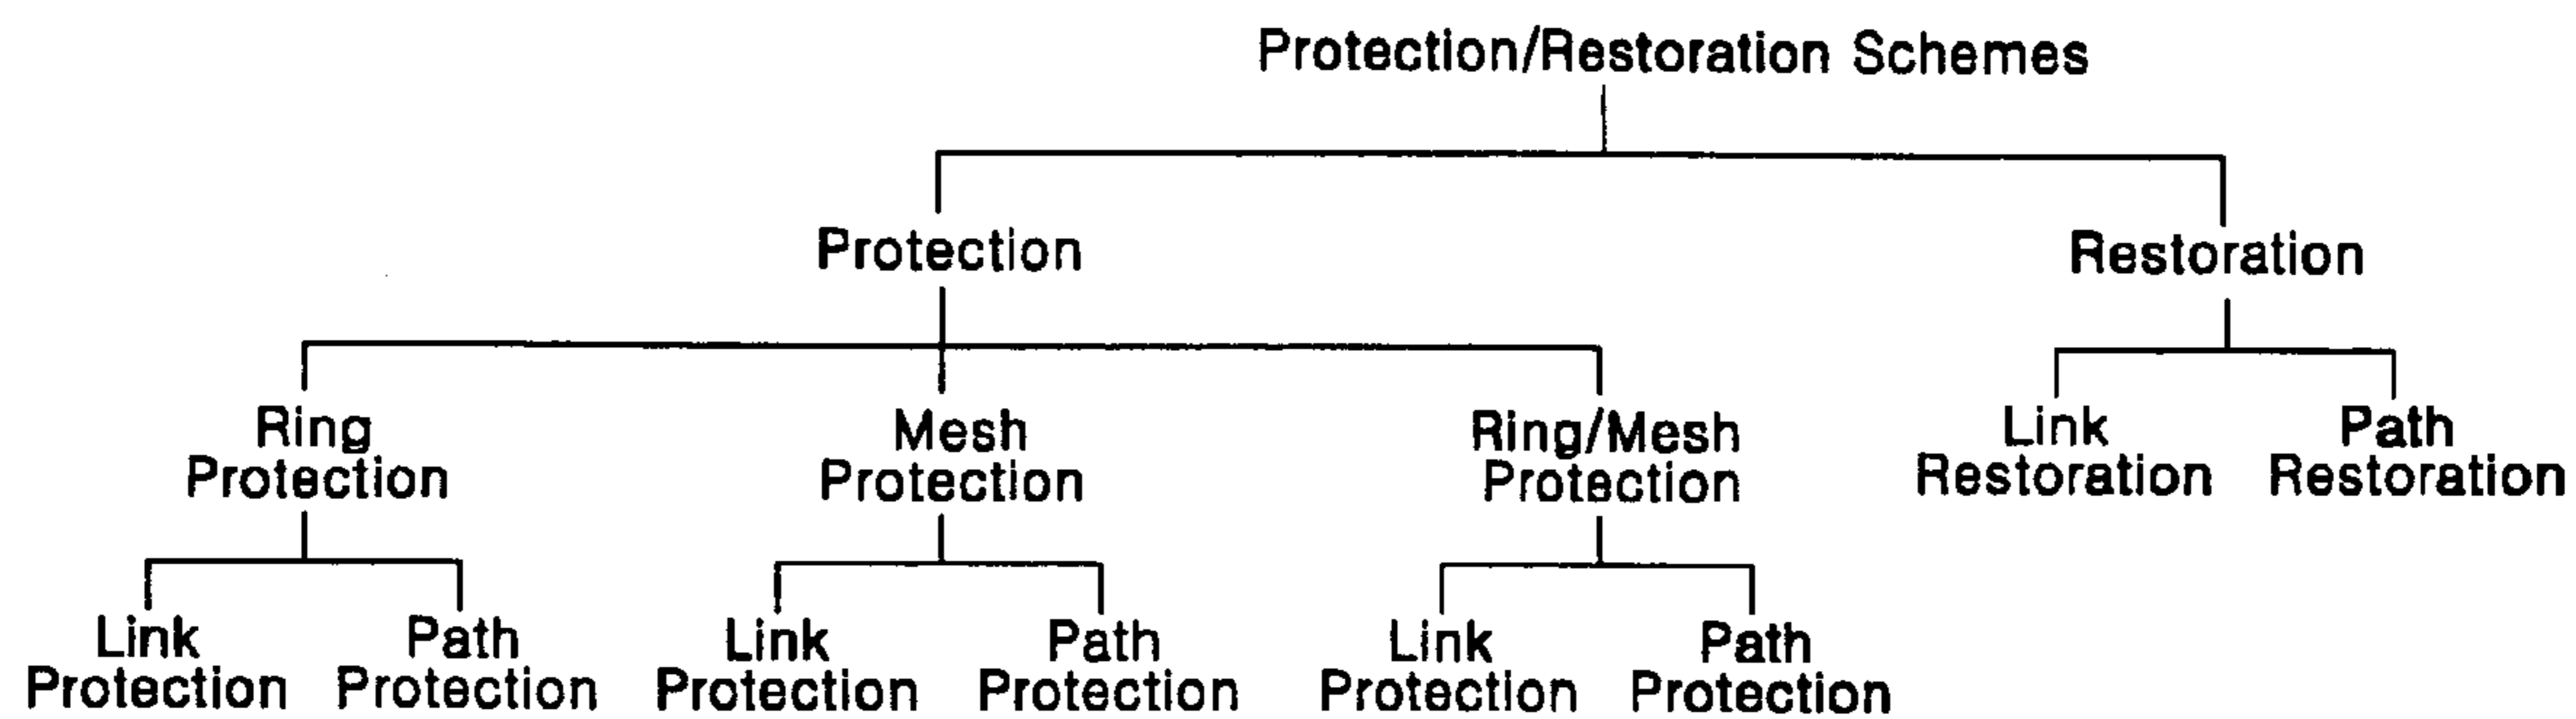 Protection/Restoration Schemes
Protection
Restoration
Ring
Protection
Mesh
Protection
Ring/Mesh
Protection
Link
Restoration
Path
Restoration
Link
Protection
Path
Protection
Link
Protection
Path
Protection
Link
Protection
Path
Protection